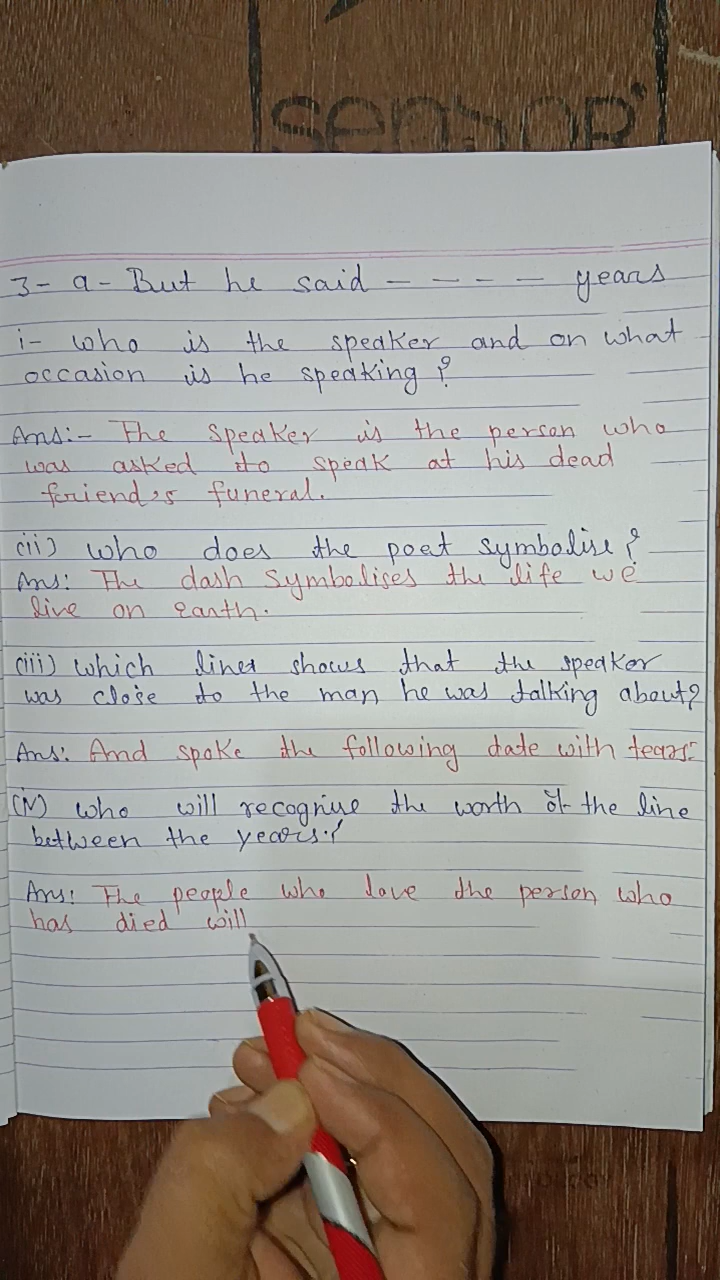 3- a- But he said - - - - years
i- who is the speaker and on what
occasion is he speaking ?
Ans:- The speaker is the person who
was asked to speak at his dead
friend's funeral.
(ii) who does the poet symbolise ?
Ans: The dash symbolises the life we
live on earth.
(iii) which lines shows that the speaker
was close to the man he was talking about?
Ans: And spoke the following date with tears.
(iv) who will recognise the worth of the line
between the years?
Ans: The people who love the person who
has died will